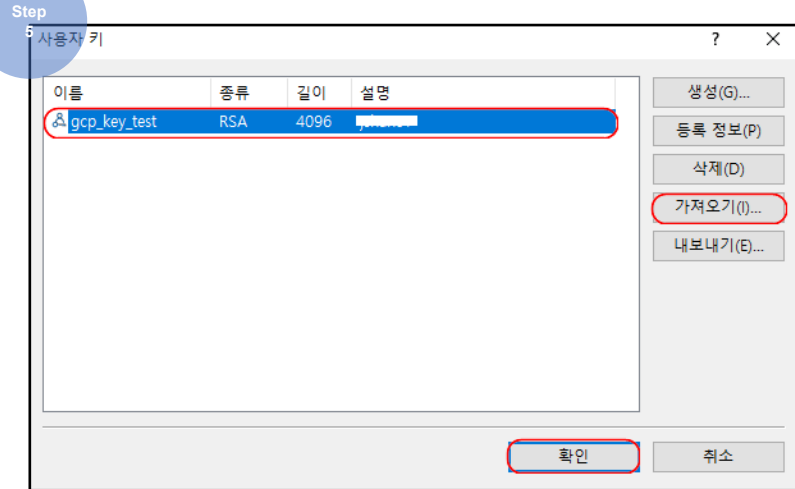 Step
5
사용자 키
?
이름 종류 길이 설명
gcp_key_test RSA 4096
생성(G)...
등록 정보(P)
삭제(D)
가져오기(I)...
내보내기(E)...
확인 취소